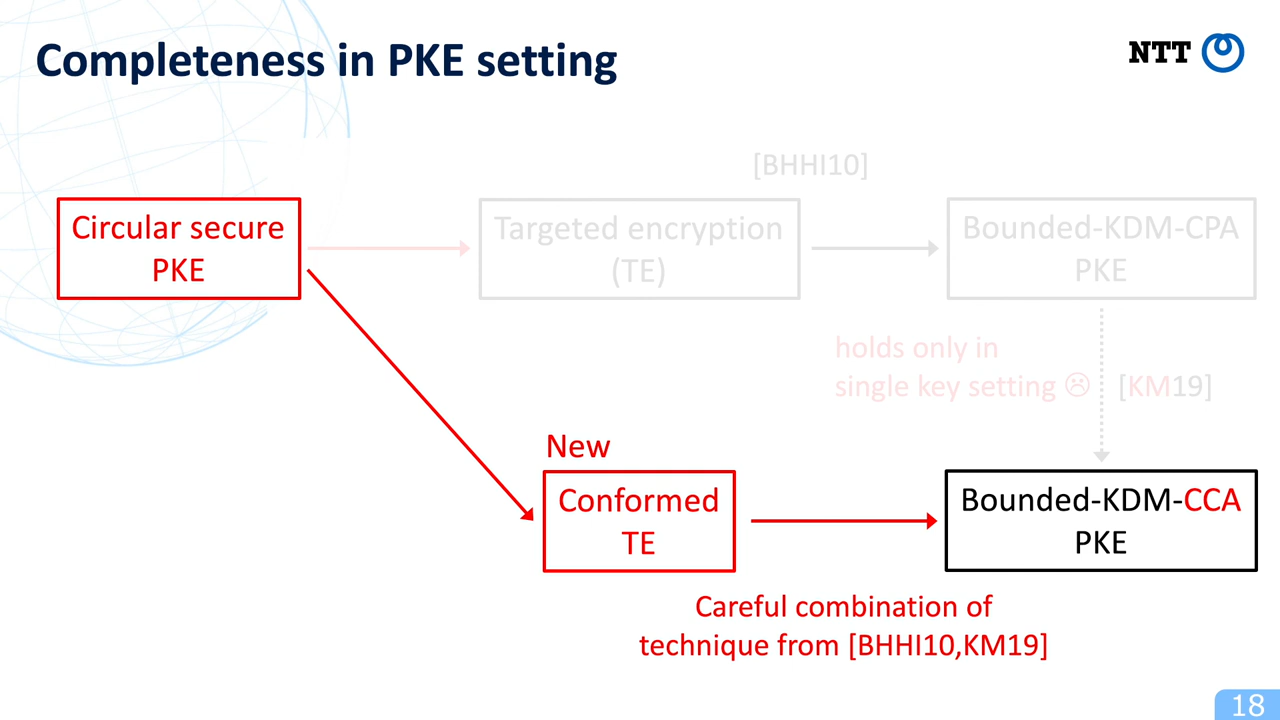 Completeness in PKE setting
NTT
[BHHI10]
Circular secure
PKE
Targeted encryption
(TE)
Bounded-KDM-CPA
PKE
holds only in
single key setting ☹
[KM19]
New
Conformed
TE
Bounded-KDM-CCA
PKE
Careful combination of
technique from [BHHI10,KM19]
18